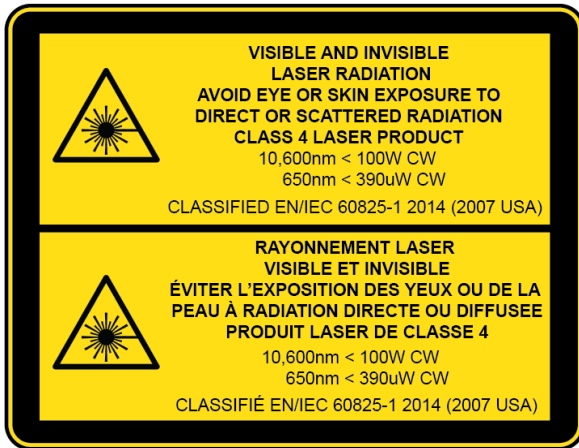 VISIBLE AND INVISIBLE
LASER RADIATION
AVOID EYE OR SKIN EXPOSURE TO
DIRECT OR SCATTERED RADIATION
CLASS 4 LASER PRODUCT
10,600nm < 100W CW
650nm < 390uW CW
CLASSIFIED EN/IEC 60825-1 2014 (2007 USA)
RAYONNEMENT LASER
VISIBLE ET INVISIBLE
ÉVITER L'EXPOSITION DES YEUX OU DE LA
PEAU À RADIATION DIRECTE OU DIFFUSEE
PRODUIT LASER DE CLASSE 4
10,600nm < 100W CW
650nm < 390uW CW
CLASSIFIÉ EN/IEC 60825-1 2014 (2007 USA)